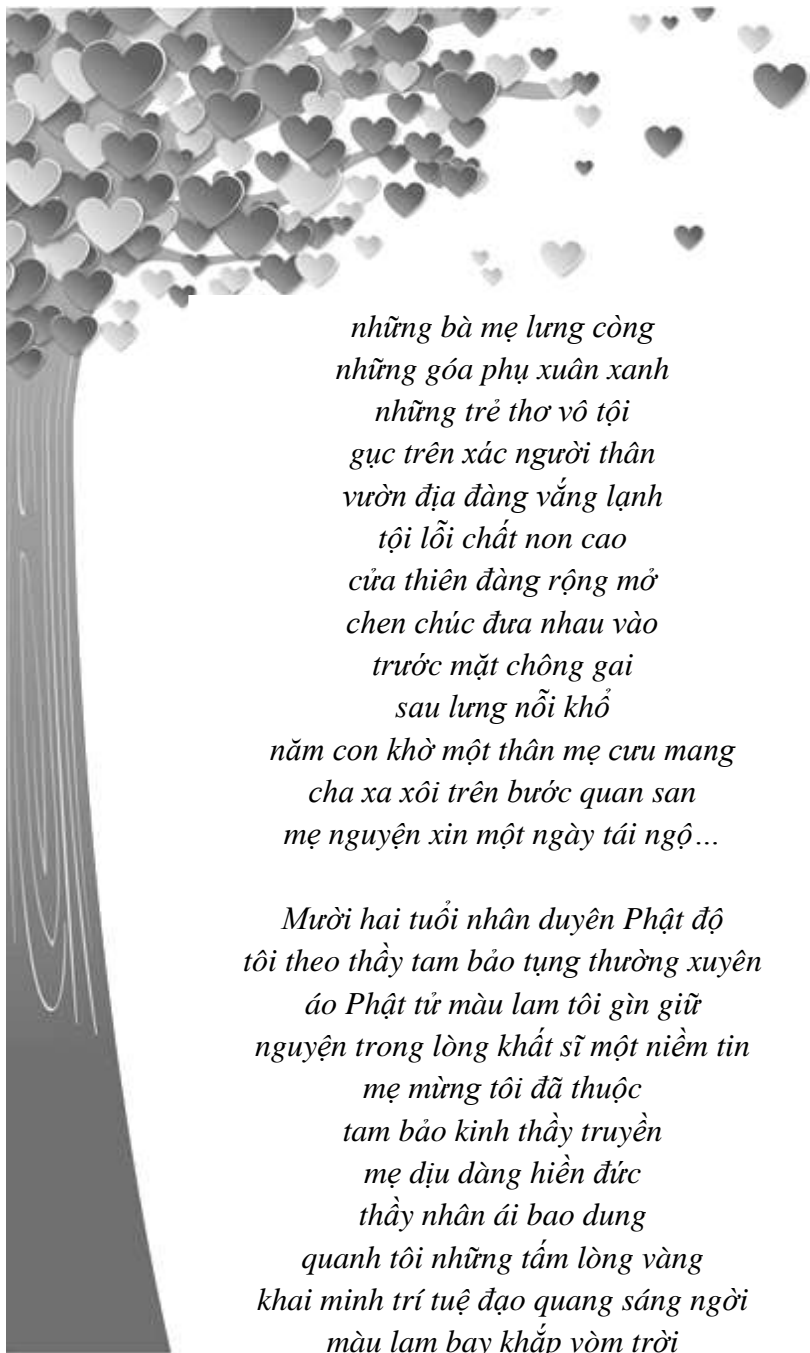 những bà mẹ lưng còng
những góa phụ xuân xanh
những trẻ thơ vô tội
gục trên xác người thân
vườn địa đàng vắng lạnh
tội lỗi chất non cao
cửa thiên đàng rộng mở
chen chúc đưa nhau vào
trước mặt chông gai
sau lưng nỗi khổ
năm con khờ một thân mẹ cưu mang
cha xa xôi trên bước quan san
mẹ nguyện xin một ngày tái ngộ…
Mười hai tuổi nhân duyên Phật độ
tôi theo thầy tam bảo tụng thường xuyên
áo Phật tử màu lam tôi gìn giữ
nguyện trong lòng khất sĩ một niềm tin
mẹ mừng tôi đã thuộc
tam bảo kinh thầy truyền
mẹ dịu dàng hiền đức
thầy nhân ái bao dung
quanh tôi những tấm lòng vàng
khai minh trí tuệ đạo quang sáng ngời
màu lam bay khắp vòm trời